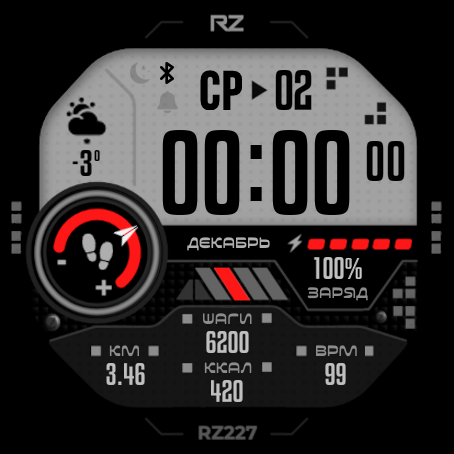 RZ
СР 02
00:00 00
-3°
ДЕКАБРЬ
100%
ЗАРЯД
- +
ШАГИ
6200
КМ
3.46
ККАЛ
420
BPM
99
RZ227